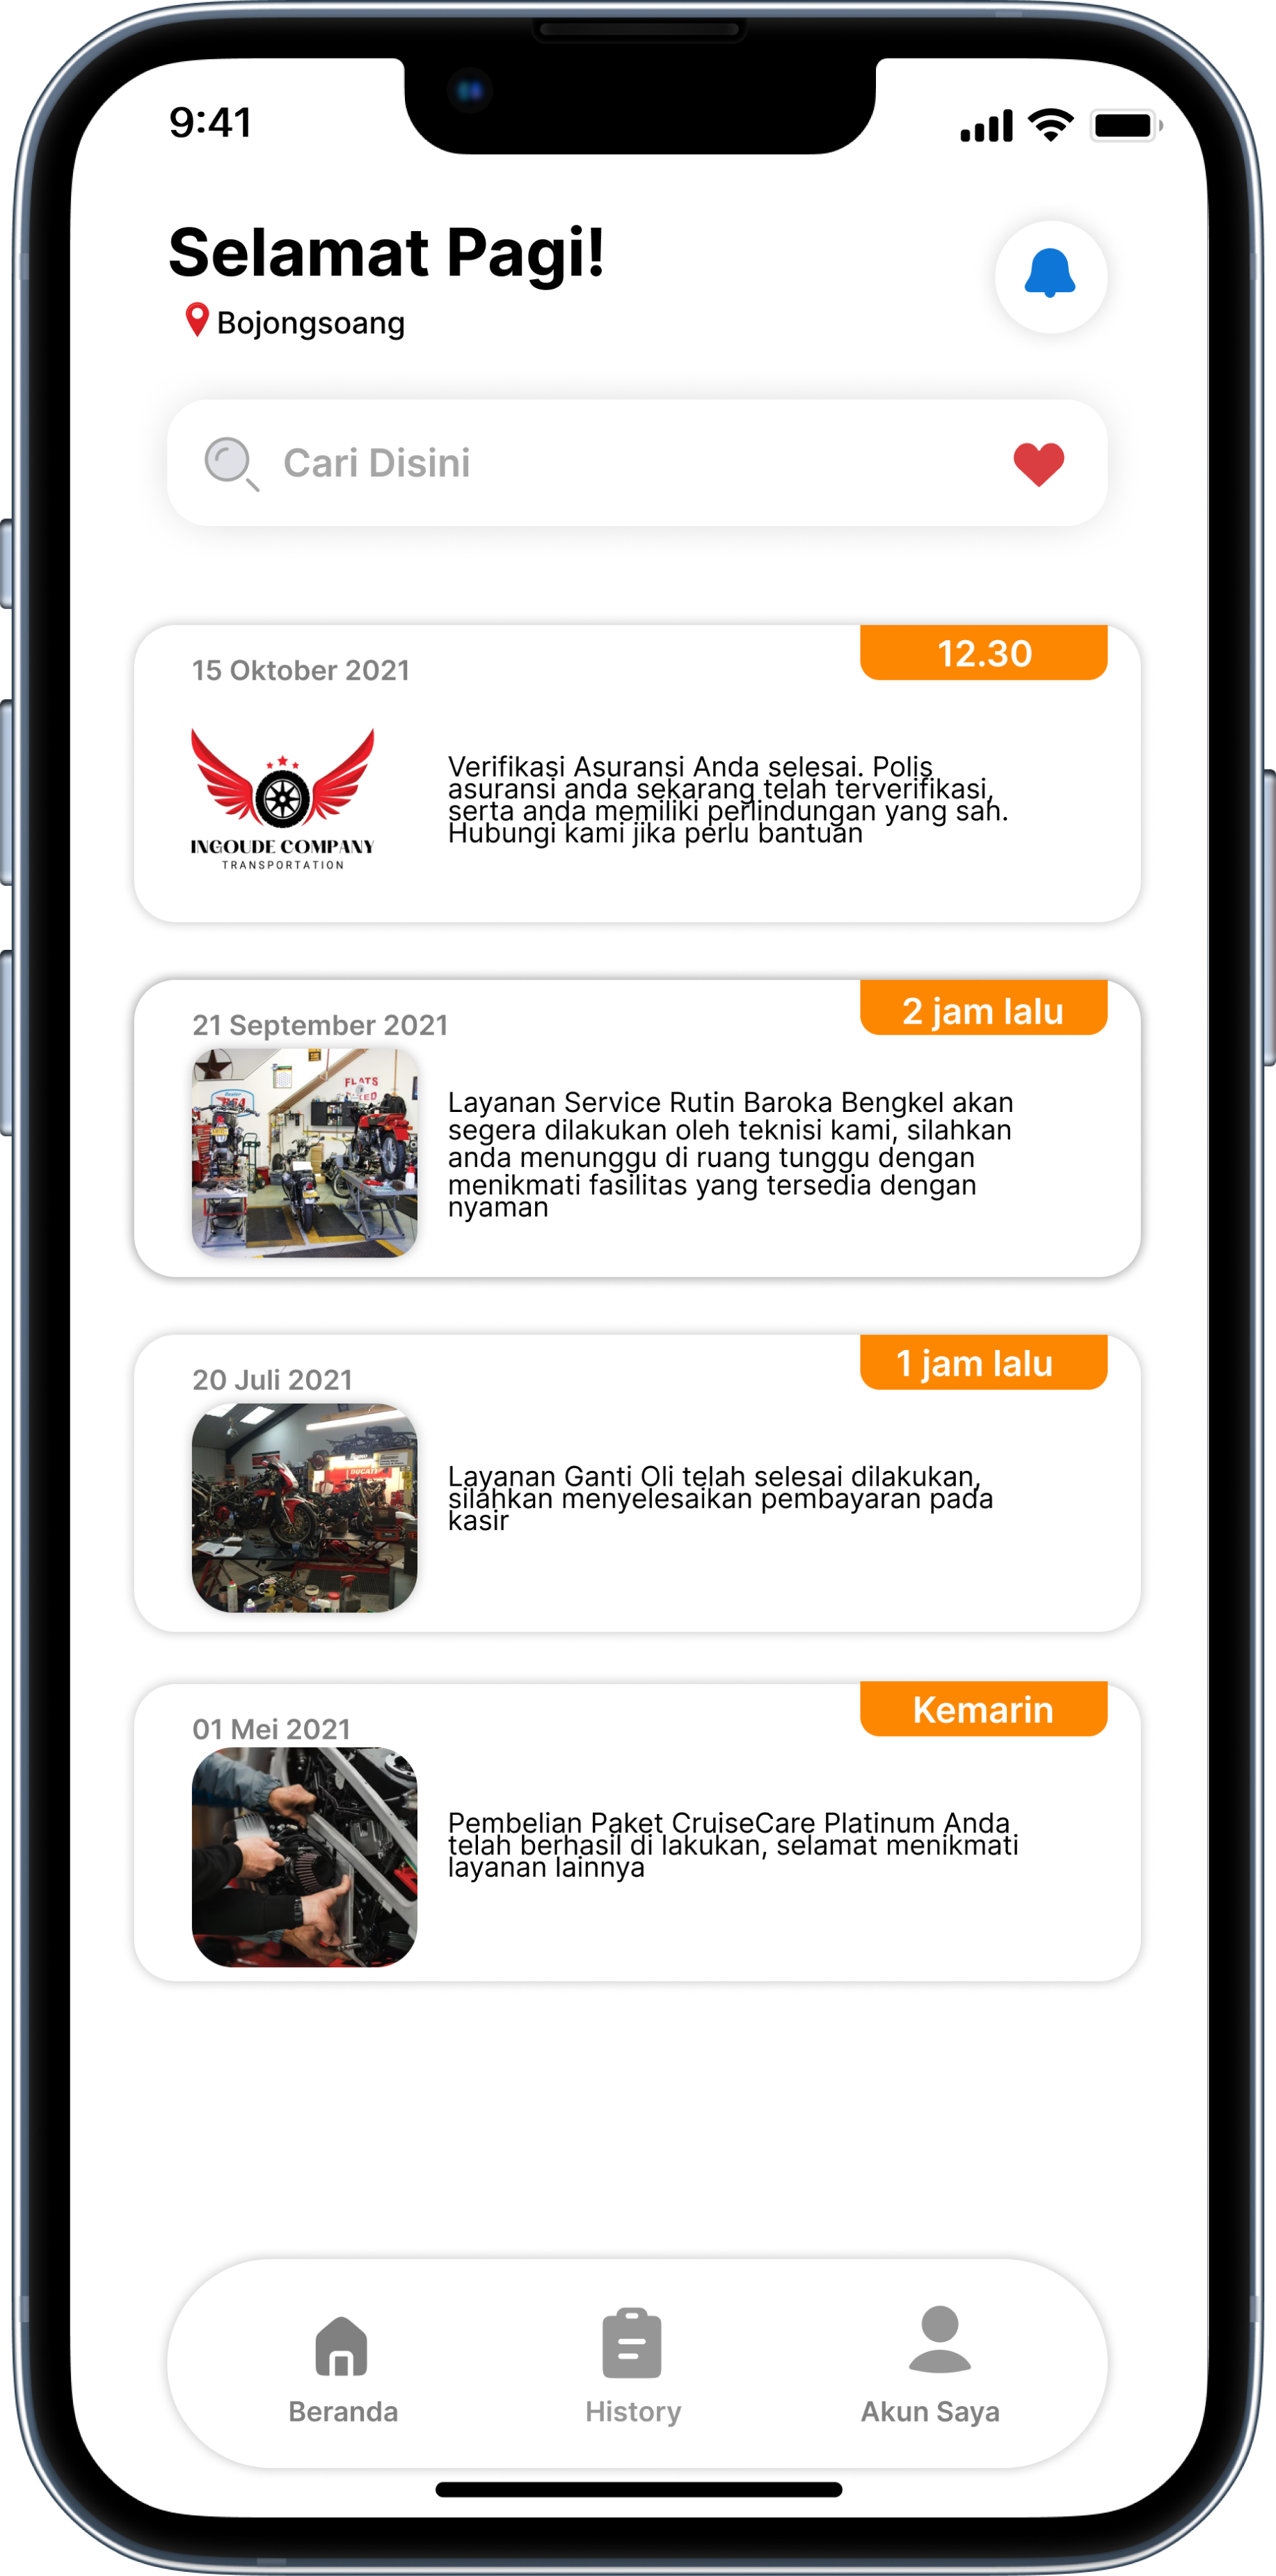 9:41
Selamat Pagi!
Bojongsoang
Cari Disini
15 Oktober 2021
12.30
INGOUDE COMPANY
TRANSPORTATION
Verifikasi Asuransi Anda selesai. Polis
asuransi anda sekarang telah terverifikasi,
serta anda memiliki perlindungan yang sah.
Hubungi kami jika perlu bantuan
21 September 2021
2 jam lalu
FLATS
Layanan Service Rutin Baroka Bengkel akan
segera dilakukan oleh teknisi kami, silahkan
anda menunggu di ruang tunggu dengan
menikmati fasilitas yang tersedia dengan
nyaman
20 Juli 2021
1 jam lalu
DUCATI
Layanan Ganti Oli telah selesai dilakukan,
silahkan menyelesaikan pembayaran pada
kasir
01 Mei 2021
Kemarin
Pembelian Paket CruiseCare Platinum Anda
telah berhasil di lakukan, selamat menikmati
layanan lainnya
Beranda
History
Akun Saya